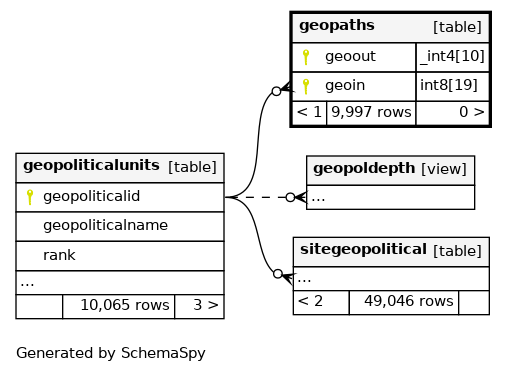 geopaths [table]
geoout _int4[10]
geoin int8[19]
< 1 9,997 rows 0 >
geopoliticalunits [table]
geopoliticalid
geopoliticalname
rank
...
10,065 rows 3 >
geopoldepth [view]
...
sitegeopolitical [table]
...
< 2 49,046 rows
Generated by SchemaSpy